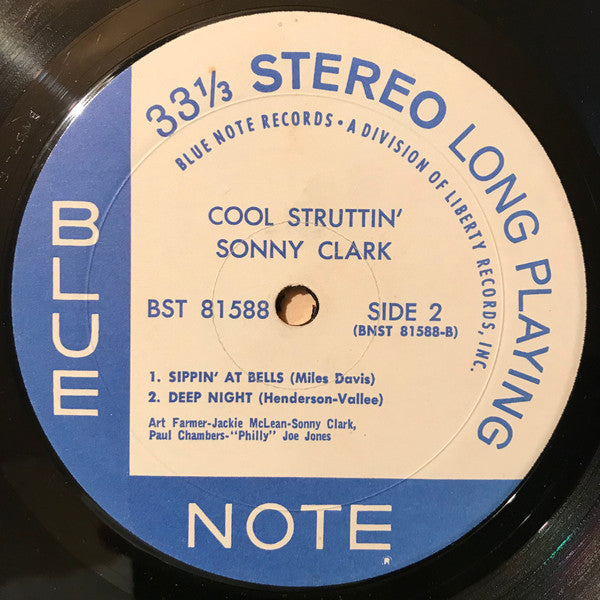 33⅓ STEREO LONG PLAYING
BLUE NOTE RECORDS • A DIVISION OF LIBERTY RECORDS, INC.
BLUE
COOL STRUTTIN'
SONNY CLARK
BST 81588
SIDE 2
(BNST 81588-B)
1. SIPPIN' AT BELLS (Miles Davis)
2. DEEP NIGHT (Henderson-Vallee)
Art Farmer-Jackie McLean-Sonny Clark,
Paul Chambers-"Philly" Joe Jones
NOTE
®